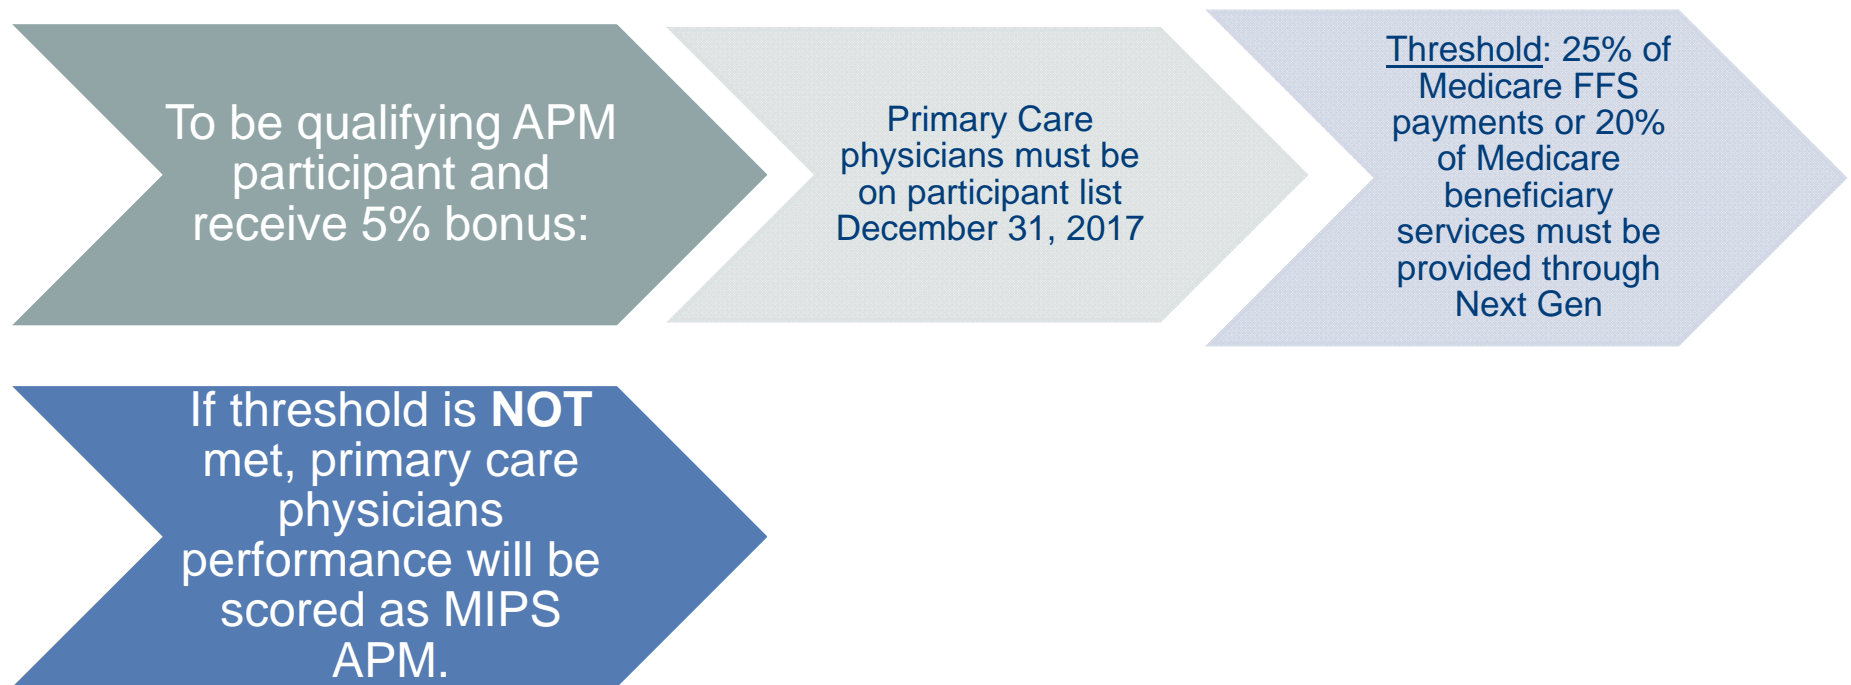 To be qualifying APM
participant and
receive 5% bonus:
Primary Care
physicians must be
on participant list
December 31, 2017
Threshold: 25% of
Medicare FFS
payments or 20%
of Medicare
beneficiary
services must be
provided through
Next Gen
If threshold is NOT
met, primary care
physicians
performance will be
scored as MIPS
APM.